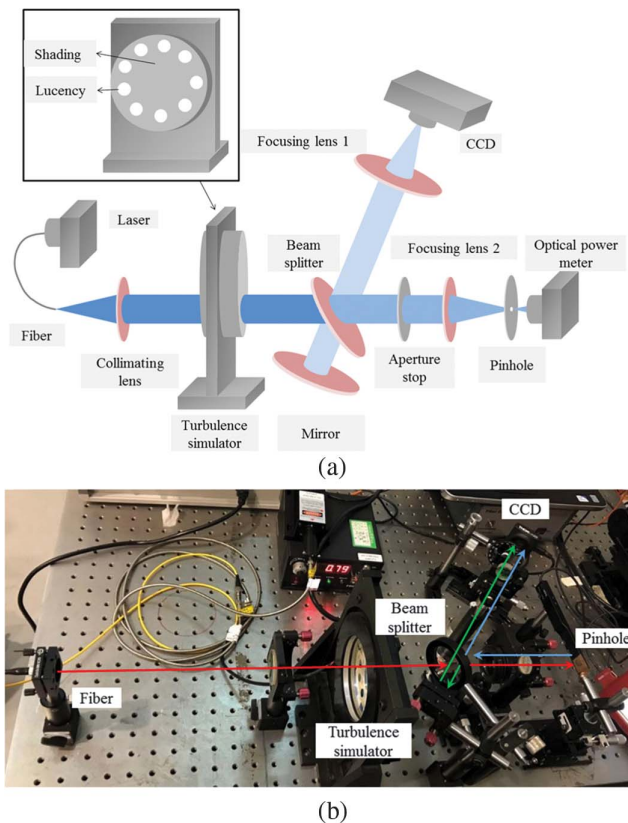 Shading
Lucency
Focusing lens 1
CCD
Laser
Beam
splitter
Focusing lens 2
Optical power
meter
Fiber
Collimating
lens
Aperture
stop
Pinhole
Turbulence
simulator
Mirror
(a)
CCD
0.79
Beam
splitter
Pinhole
Fiber
Turbulence
simulator
(b)